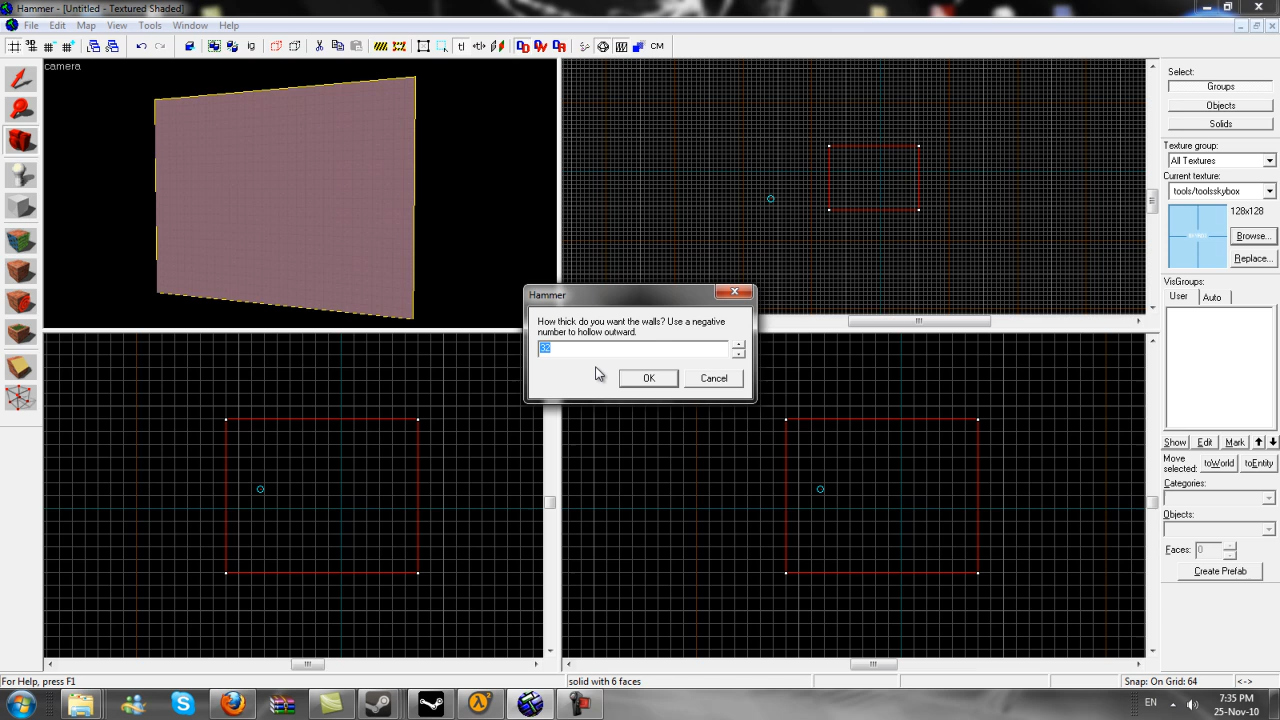 Hammer - [Untitled - Textured Shaded]
File Edit Map View Tools Window Help
CM
camera
Select:
Groups
Objects
Solids
Texture group:
All Textures
Current texture:
tools/toolsskybox
128x128
Browse...
Replace...
VisGroups:
User Auto
Hammer
How thick do you want the walls? Use a negative
number to hollow outward.
32
OK Cancel
Show Edit Mark
Move
selected:
toWorld toEntity
Categories:
Objects:
Faces: 0
Create Prefab
For Help, press F1
solid with 6 faces
Snap: On Grid: 64
<->
EN
7:35 PM
25-Nov-10